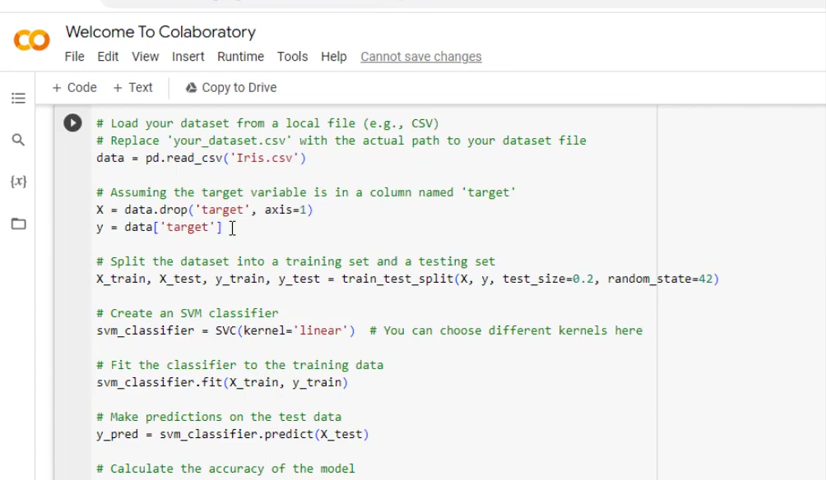 Welcome To Colaboratory
File Edit View Insert Runtime Tools Help Cannot save changes
+ Code + Text Copy to Drive
# Load your dataset from a local file (e.g., CSV)
# Replace 'your_dataset.csv' with the actual path to your dataset file
data = pd.read_csv('Iris.csv')
# Assuming the target variable is in a column named 'target'
X = data.drop('target', axis=1)
y = data['target']
# Split the dataset into a training set and a testing set
X_train, X_test, y_train, y_test = train_test_split(X, y, test_size=0.2, random_state=42)
# Create an SVM classifier
svm_classifier = SVC(kernel='linear')  # You can choose different kernels here
# Fit the classifier to the training data
svm_classifier.fit(X_train, y_train)
# Make predictions on the test data
y_pred = svm_classifier.predict(X_test)
# Calculate the accuracy of the model
{x}